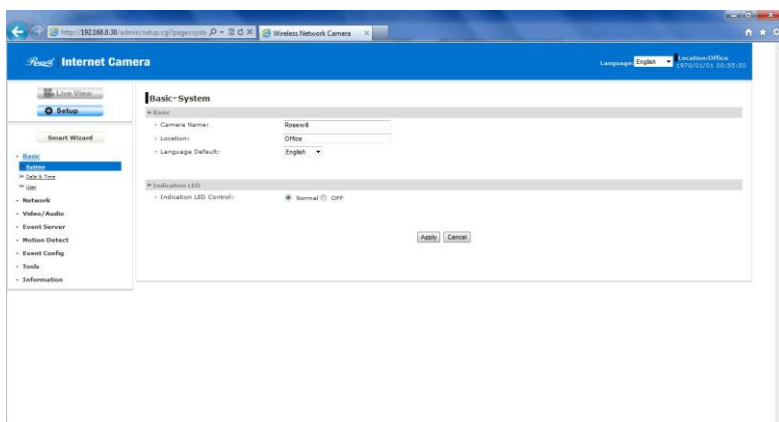 http://192.168.0.30/admin/setup.cgi?page=syste
Wireless Network Camera
Rosewill Internet Camera
Language: English
Location:Office
1970/01/01 00:55:50
Live View
Setup
Smart Wizard
Basic
System
Date & Time
User
Network
Video/Audio
Event Server
Motion Detect
Event Config
Tools
Information
Basic-System
Basic
Camera Name: Rosewill
Location: Office
Language Default: English
Indication LED
Indication LED Control: Normal OFF
Apply Cancel